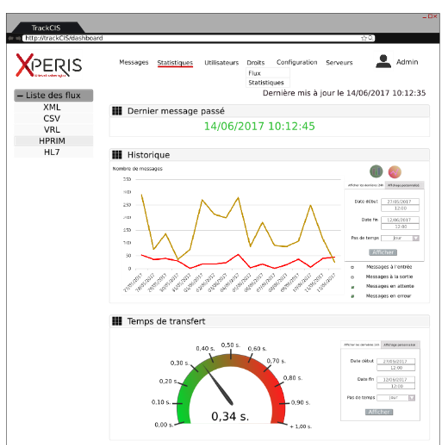 TrackCIS
http://trackCIS/dashboard
XPERIS
Messages Statistiques Utilisateurs Droits Configuration Serveurs Admin
Flux
Statistiques
Dernière mis à jour le 14/06/2017 10:12:35
Liste des flux
XML
CSV
VRL
HPRIM
HL7
Dernier message passé
14/06/2017 10:12:45
Historique
Nombre de messages
Date début 27/05/2017
12:00
Date fin 12/06/2017
12:00
Pas de temps Jour
Afficher
Messages à l'entrée
Messages à la sortie
Messages en attente
Messages en erreur
Temps de transfert
0,00 s.
0,10 s.
0,20 s.
0,30 s.
0,40 s.
0,50 s.
0,60 s.
0,70 s.
0,80 s.
0,90 s.
+ 1,00 s.
0,34 s.
Date début 27/05/2017
12:00
Date fin 12/06/2017
12:00
Pas de temps Jour
Afficher